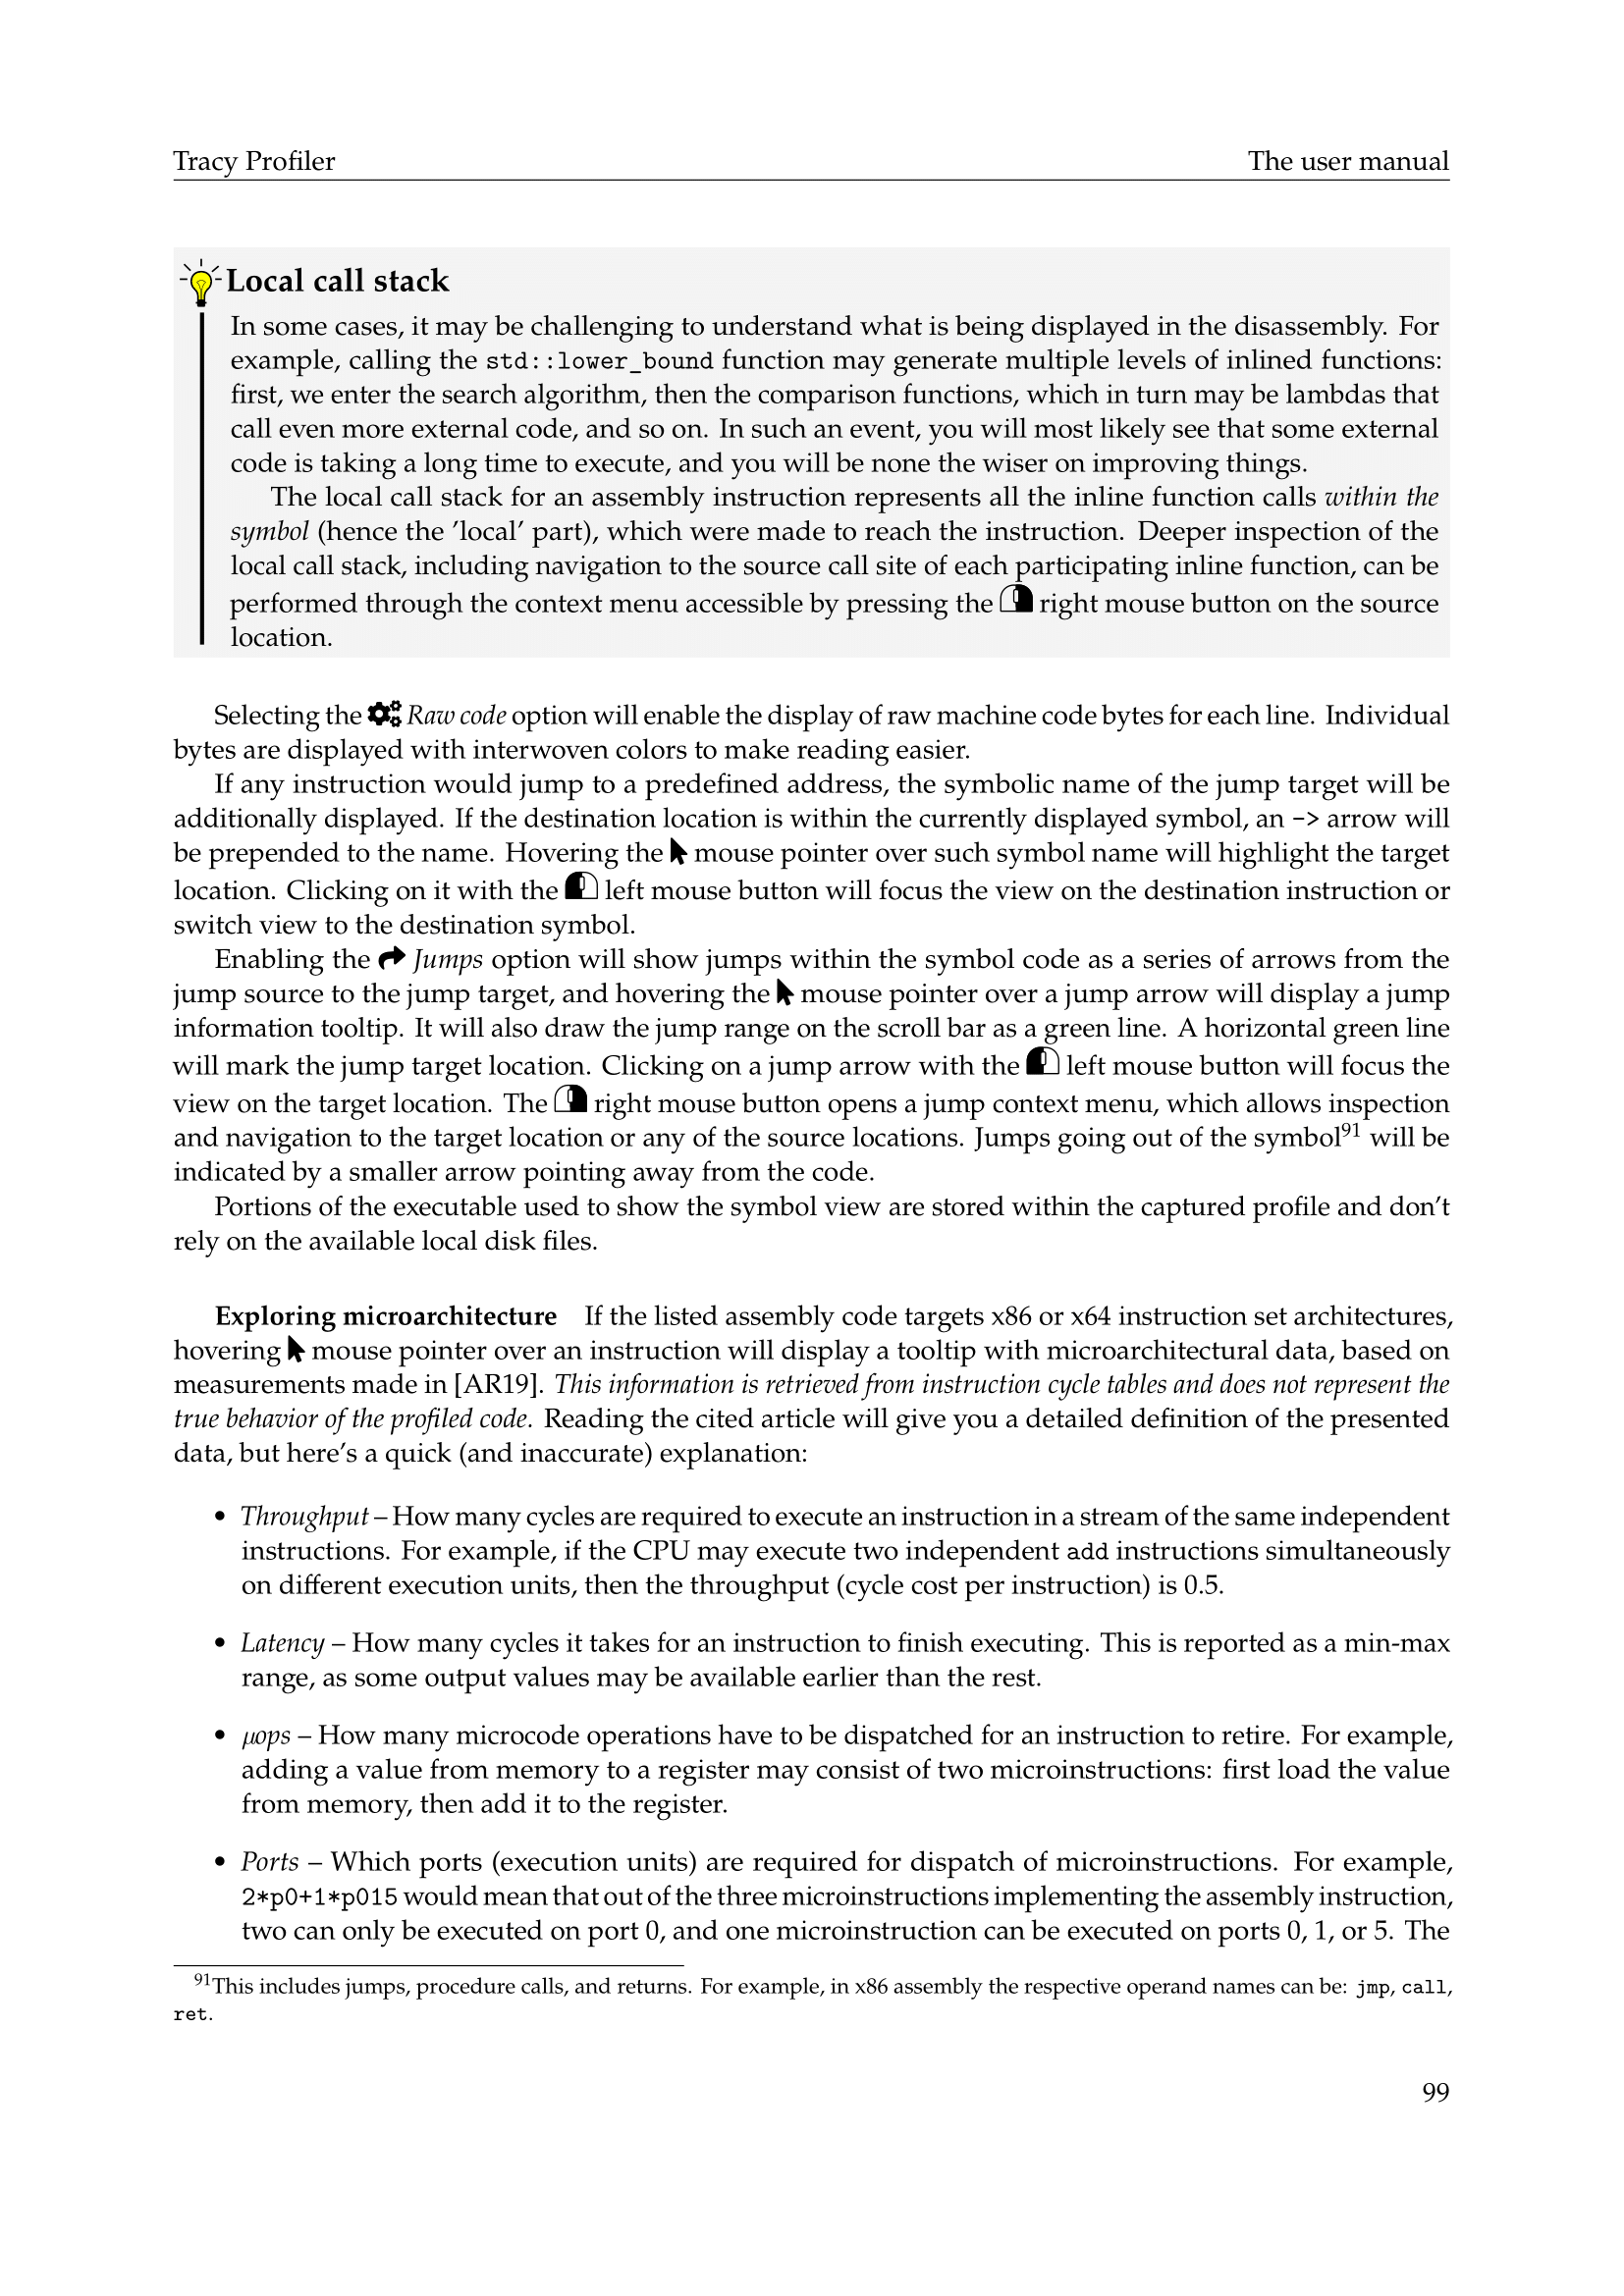 Tracy Profiler The user manual
Local call stack
In some cases, it may be challenging to understand what is being displayed in the disassembly. For
example, calling the std::lower_bound function may generate multiple levels of inlined functions:
first, we enter the search algorithm, then the comparison functions, which in turn may be lambdas that
call even more external code, and so on. In such an event, you will most likely see that some external
code is taking a long time to execute, and you will be none the wiser on improving things.
The local call stack for an assembly instruction represents all the inline function calls within the
symbol (hence the ’local’ part), which were made to reach the instruction. Deeper inspection of the
local call stack, including navigation to the source call site of each participating inline function, can be
performed through the context menu accessible by pressing the right mouse button on the source
location.
Selecting the Raw code option will enable the display of raw machine code bytes for each line. Individual
bytes are displayed with interwoven colors to make reading easier.
If any instruction would jump to a predefined address, the symbolic name of the jump target will be
additionally displayed. If the destination location is within the currently displayed symbol, an -> arrow will
be prepended to the name. Hovering the mouse pointer over such symbol name will highlight the target
location. Clicking on it with the left mouse button will focus the view on the destination instruction or
switch view to the destination symbol.
Enabling the Jumps option will show jumps within the symbol code as a series of arrows from the
jump source to the jump target, and hovering the mouse pointer over a jump arrow will display a jump
information tooltip. It will also draw the jump range on the scroll bar as a green line. A horizontal green line
will mark the jump target location. Clicking on a jump arrow with the left mouse button will focus the
view on the target location. The right mouse button opens a jump context menu, which allows inspection
and navigation to the target location or any of the source locations. Jumps going out of the symbol⁹¹ will be
indicated by a smaller arrow pointing away from the code.
Portions of the executable used to show the symbol view are stored within the captured profile and don’t
rely on the available local disk files.
Exploring microarchitecture If the listed assembly code targets x86 or x64 instruction set architectures,
hovering mouse pointer over an instruction will display a tooltip with microarchitectural data, based on
measurements made in [AR19]. This information is retrieved from instruction cycle tables and does not represent the
true behavior of the profiled code. Reading the cited article will give you a detailed definition of the presented
data, but here’s a quick (and inaccurate) explanation:
• Throughput – How many cycles are required to execute an instruction in a stream of the same independent
instructions. For example, if the CPU may execute two independent add instructions simultaneously
on different execution units, then the throughput (cycle cost per instruction) is 0.5.
• Latency – How many cycles it takes for an instruction to finish executing. This is reported as a min-max
range, as some output values may be available earlier than the rest.
• μops – How many microcode operations have to be dispatched for an instruction to retire. For example,
adding a value from memory to a register may consist of two microinstructions: first load the value
from memory, then add it to the register.
• Ports – Which ports (execution units) are required for dispatch of microinstructions. For example,
2*p0+1*p015 would mean that out of the three microinstructions implementing the assembly instruction,
two can only be executed on port 0, and one microinstruction can be executed on ports 0, 1, or 5. The
⁹¹This includes jumps, procedure calls, and returns. For example, in x86 assembly the respective operand names can be: jmp, call,
ret.
99